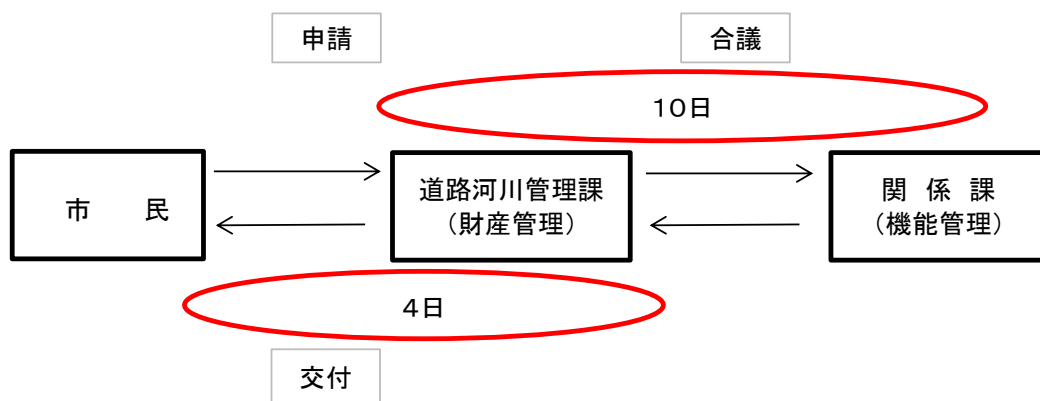 申請
合議
10日
市　　民
道路河川管理課
（財産管理）
関　係　課
（機能管理）
4日
交付